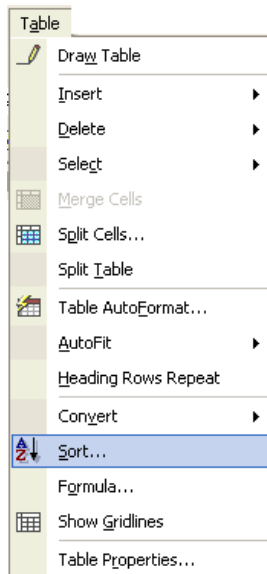 Table
Draw Table
Insert
Delete
Select
Merge Cells
Split Cells...
Split Table
Table AutoFormat...
AutoFit
Heading Rows Repeat
Convert
Sort...
Formula...
Show Gridlines
Table Properties...